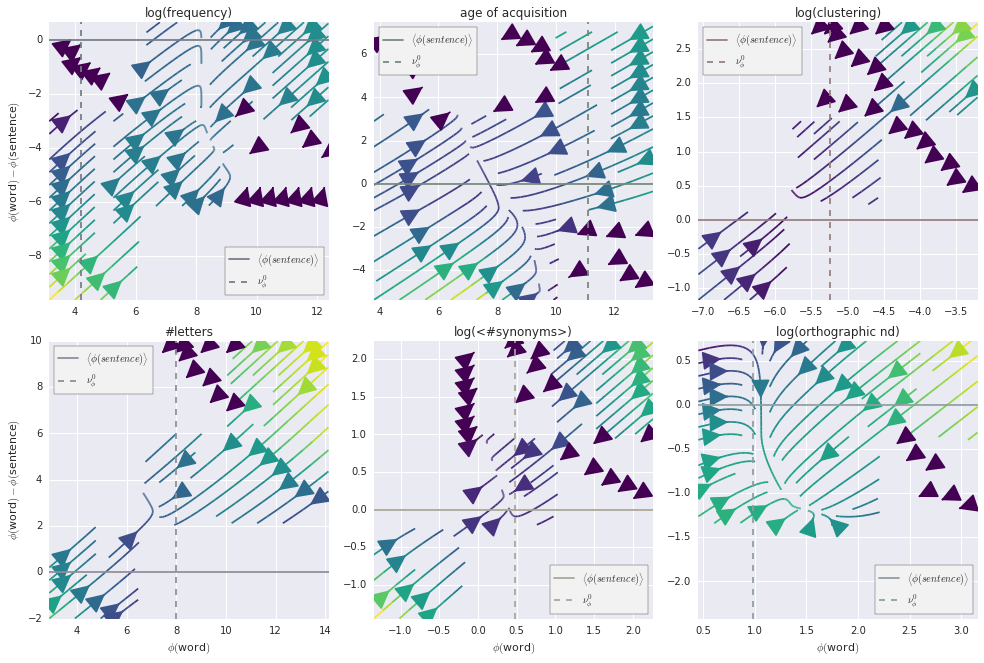 log(frequency)
0
−2
−4
−6
−8
4 6 8 10 12
ϕ(word) − ϕ(sentence)
⟨ϕ(sentence)⟩
ν⁰ᵩ
age of acquisition
6
4
2
0
−2
−4
4 6 8 10 12
⟨ϕ(sentence)⟩
ν⁰ᵩ
log(clustering)
2.5
2.0
1.5
1.0
0.5
0.0
−0.5
−1.0
−7.0 −6.5 −6.0 −5.5 −5.0 −4.5 −4.0 −3.5
⟨ϕ(sentence)⟩
ν⁰ᵩ
#letters
10
8
6
4
2
0
−2
4 6 8 10 12 14
ϕ(word) − ϕ(sentence)
ϕ(word)
⟨ϕ(sentence)⟩
ν⁰ᵩ
log(<#synonyms>)
2.0
1.5
1.0
0.5
0.0
−0.5
−1.0
−1.0 −0.5 0.0 0.5 1.0 1.5 2.0
ϕ(word)
⟨ϕ(sentence)⟩
ν⁰ᵩ
log(orthographic nd)
0.5
0.0
−0.5
−1.0
−1.5
−2.0
0.5 1.0 1.5 2.0 2.5 3.0
ϕ(word)
⟨ϕ(sentence)⟩
ν⁰ᵩ